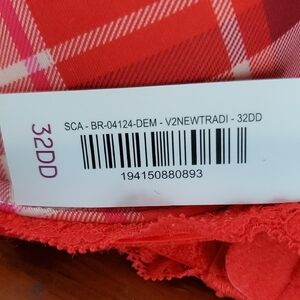 SCA - BR-04124-DEM - V2NEWTRADI - 32DD
32DD
194150880893